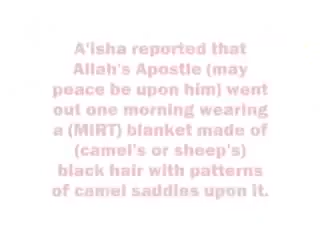 A'isha reported that
Allah's Apostle (may
peace be upon him) went
out one morning wearing
a (MIRT) blanket made of
(camel's or sheep's)
black hair with patterns
of camel saddles upon it.